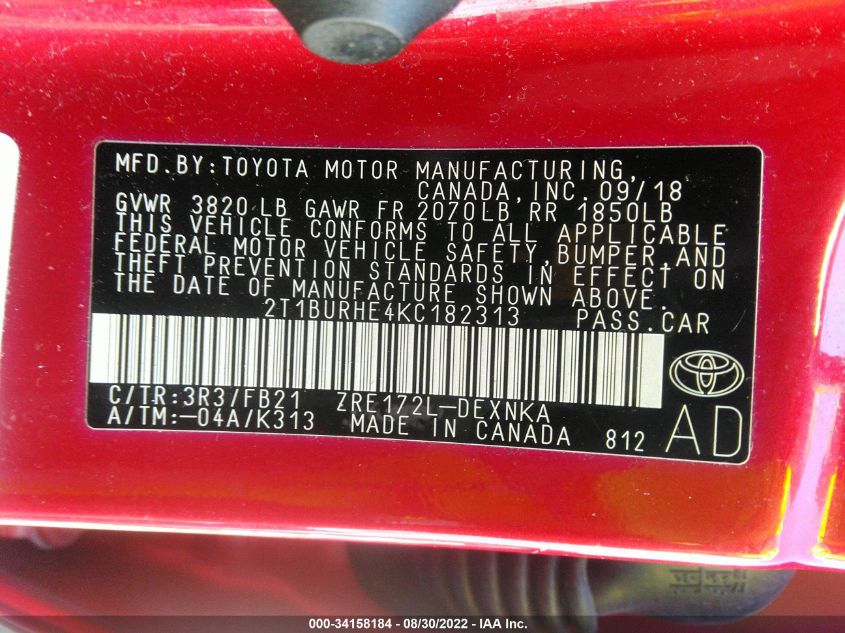 MFD.BY:TOYOTA MOTOR MANUFACTURING,
CANADA,INC. 09/18
GVWR 3820 LB GAWR FR 2070LB RR 1850LB
THIS VEHICLE CONFORMS TO ALL APPLICABLE
FEDERAL MOTOR VEHICLE SAFETY,BUMPER,AND
THEFT PREVENTION STANDARDS IN EFFECT ON
THE DATE OF MANUFACTURE SHOWN ABOVE.
2T1BURHE4KC182313 PASS.CAR
C/TR:3R3/FB21 ZRE172L-DEXNKA
A/TM:-04A/K313 MADE IN CANADA 812 AD
000-34158184 - 08/30/2022 - IAA Inc.